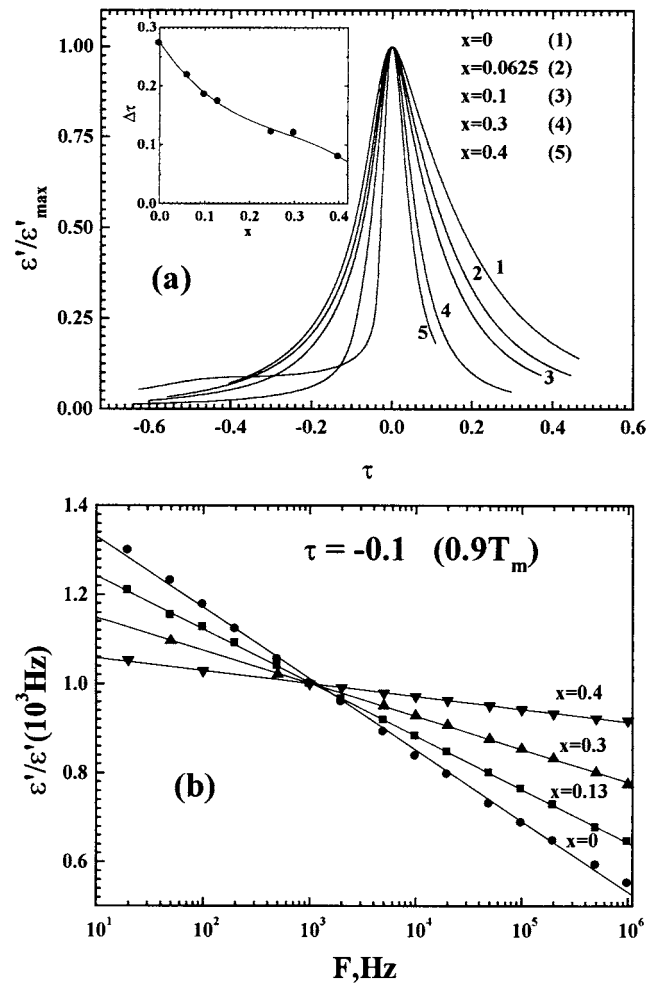 1.00
0.75
0.50
0.25
0.00
ε'/ε'max
-0.6 -0.4 -0.2 0.0 0.2 0.4 0.6
τ
0.3
0.2
0.1
0.0
Δτ
0.0 0.1 0.2 0.3 0.4
x
x=0 (1)
x=0.0625 (2)
x=0.1 (3)
x=0.3 (4)
x=0.4 (5)
(a)
1
2
3
4
5
1.4
1.2
1.0
0.8
0.6
ε'/ε'(10³Hz)
τ = -0.1 (0.9Tm)
x=0.4
x=0.3
x=0.13
x=0
(b)
10¹ 10² 10³ 10⁴ 10⁵ 10⁶
F,Hz